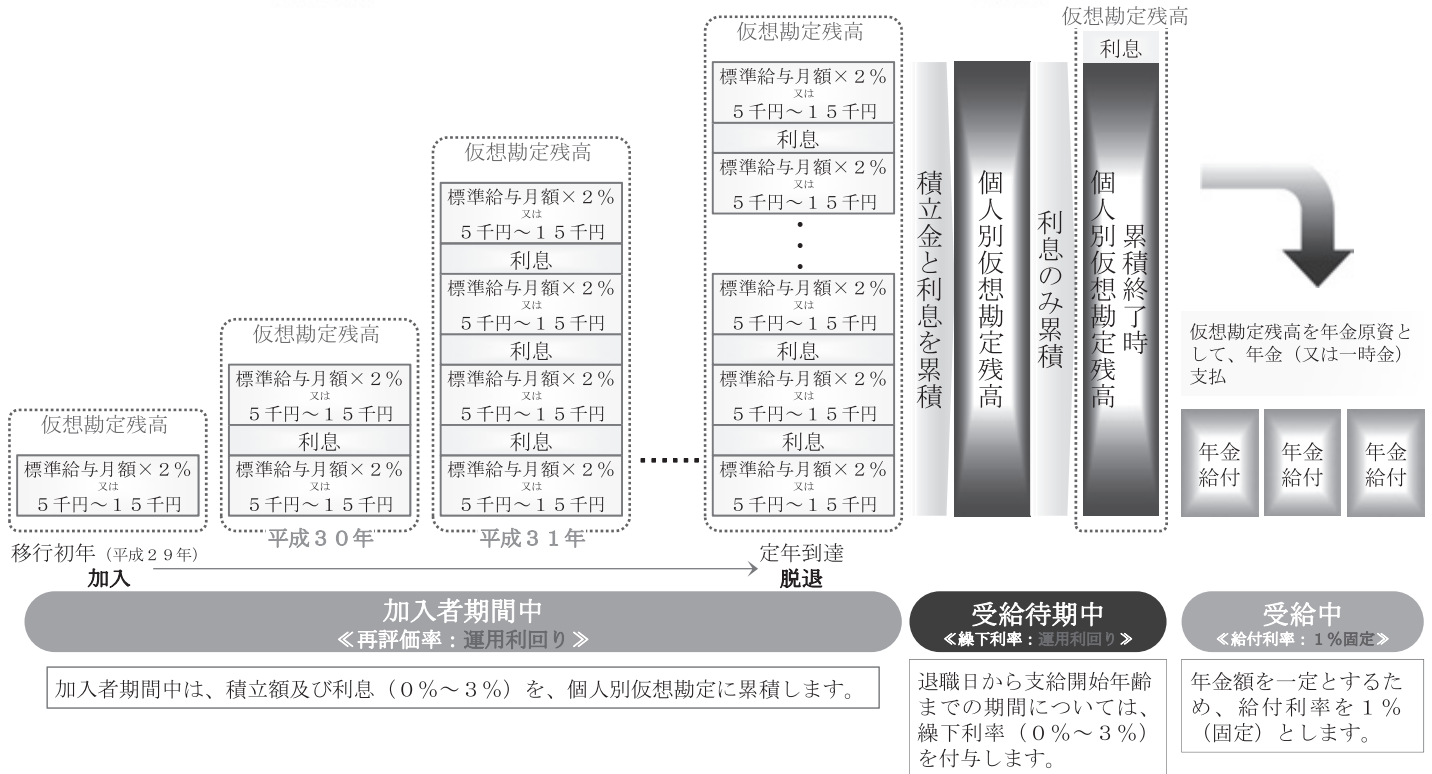 仮想勘定残高
標準給与月額×2%
又は
5千円～15千円
移行初年（平成29年）
加入
仮想勘定残高
標準給与月額×2%
又は
5千円～15千円
利息
標準給与月額×2%
又は
5千円～15千円
平成30年
仮想勘定残高
標準給与月額×2%
又は
5千円～15千円
利息
標準給与月額×2%
又は
5千円～15千円
利息
標準給与月額×2%
又は
5千円～15千円
利息
標準給与月額×2%
又は
5千円～15千円
平成31年
……
仮想勘定残高
標準給与月額×2%
又は
5千円～15千円
利息
標準給与月額×2%
又は
5千円～15千円
・
・
・
標準給与月額×2%
又は
5千円～15千円
利息
標準給与月額×2%
又は
5千円～15千円
利息
標準給与月額×2%
又は
5千円～15千円
定年到達
脱退
積立金と利息を累積
個人別仮想勘定残高
利息のみ累積
仮想勘定残高
利息
累積終了時
個人別仮想勘定残高
仮想勘定残高を年金原資と
して、年金（又は一時金）
支払
年金
給付
年金
給付
年金
給付
加入者期間中
≪再評価率：運用利回り≫
加入者期間中は、積立額及び利息（0%～3%）を、個人別仮想勘定に累積します。
受給待期中
≪繰下利率：運用利回り≫
退職日から支給開始年齢
までの期間については、
繰下利率（0%～3%）
を付与します。
受給中
≪給付利率：1%固定≫
年金額を一定とするた
め、給付利率を1%
（固定）とします。